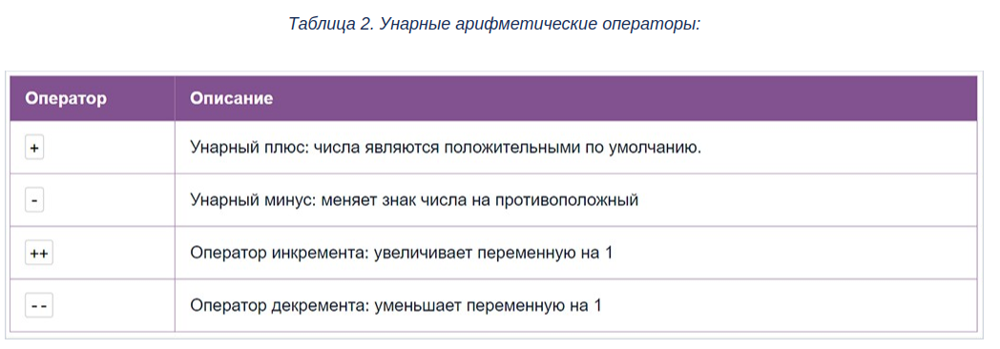 Таблица 2. Унарные арифметические операторы:
Оператор Описание
+ Унарный плюс: числа являются положительными по умолчанию.
- Унарный минус: меняет знак числа на противоположный
++ Оператор инкремента: увеличивает переменную на 1
-- Оператор декремента: уменьшает переменную на 1